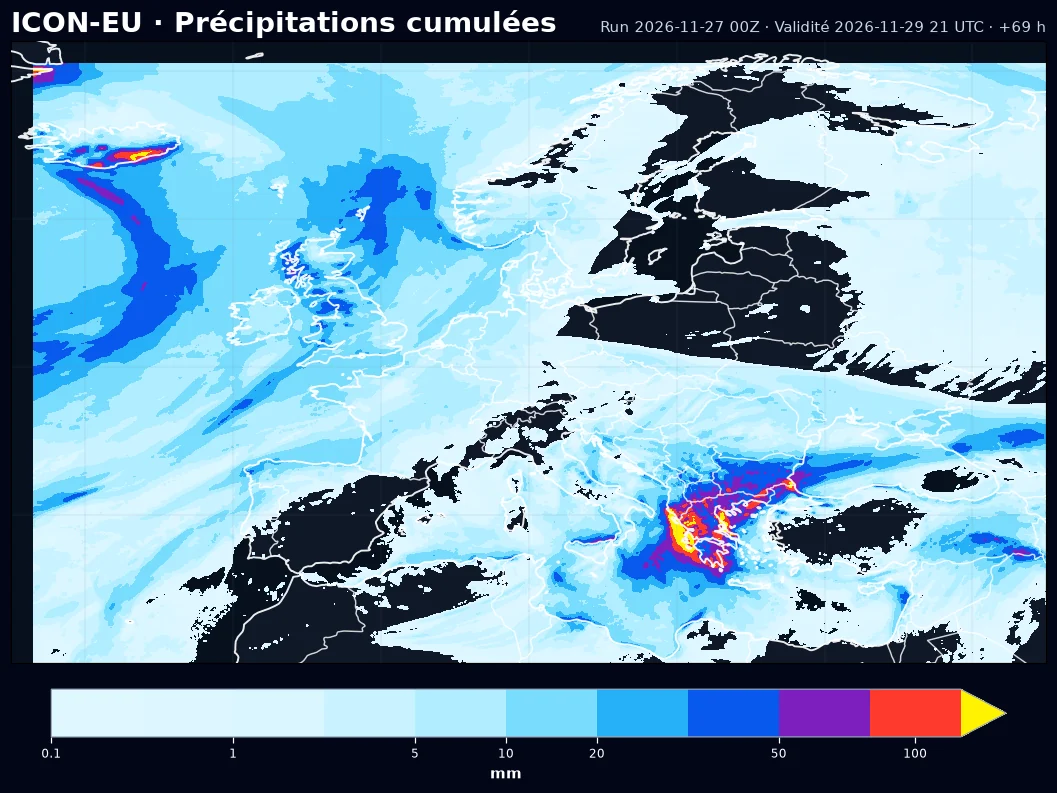 ICON-EU · Précipitations cumulées
Run 2026-11-27 00Z · Validité 2026-11-29 21 UTC · +69 h
0.1 1 5 10 20 50 100
mm